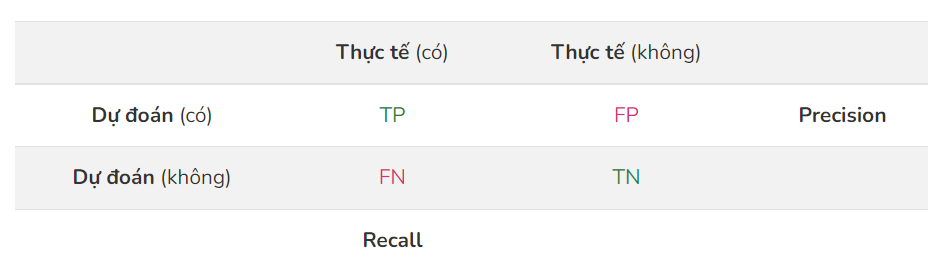 Thực tế (có) Thực tế (không)
Dự đoán (có) TP FP Precision
Dự đoán (không) FN TN
Recall